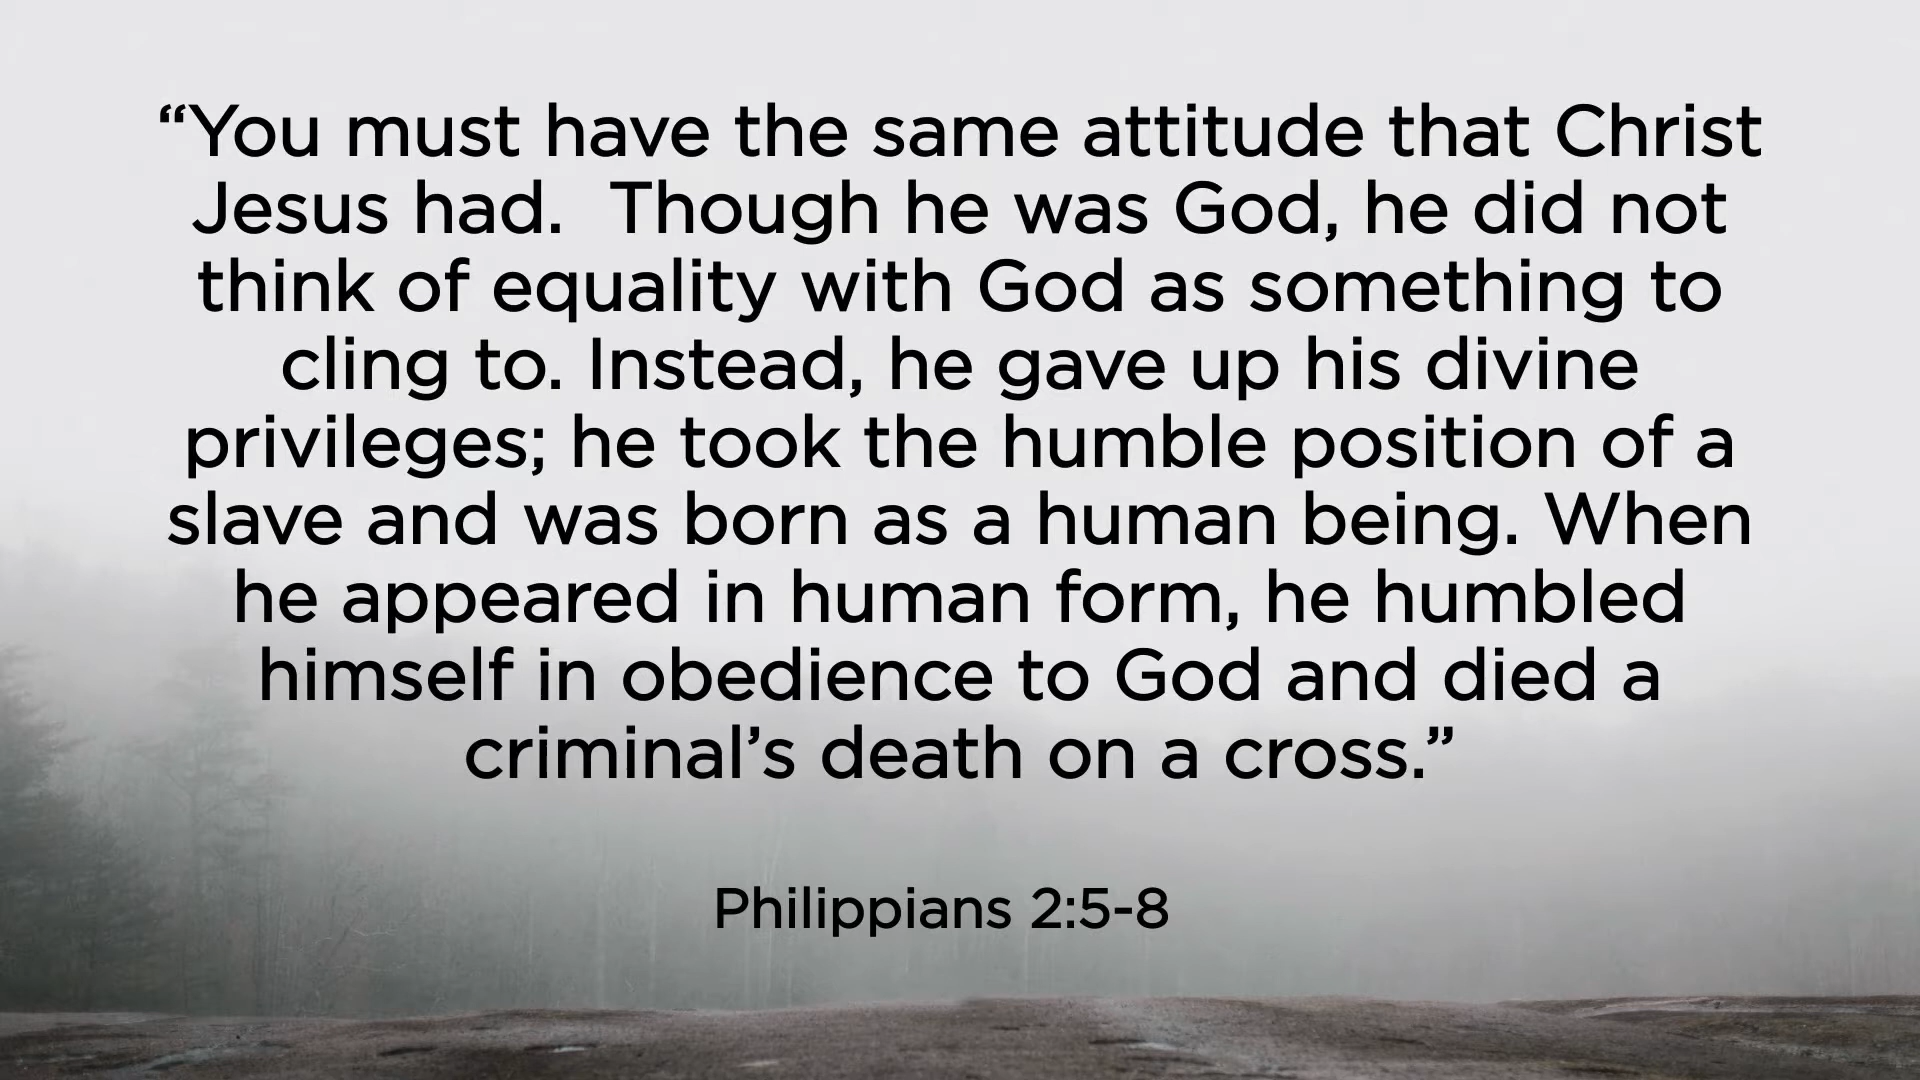 “You must have the same attitude that Christ
Jesus had.  Though he was God, he did not
think of equality with God as something to
cling to. Instead, he gave up his divine
privileges; he took the humble position of a
slave and was born as a human being. When
he appeared in human form, he humbled
himself in obedience to God and died a
criminal’s death on a cross.”
Philippians 2:5-8